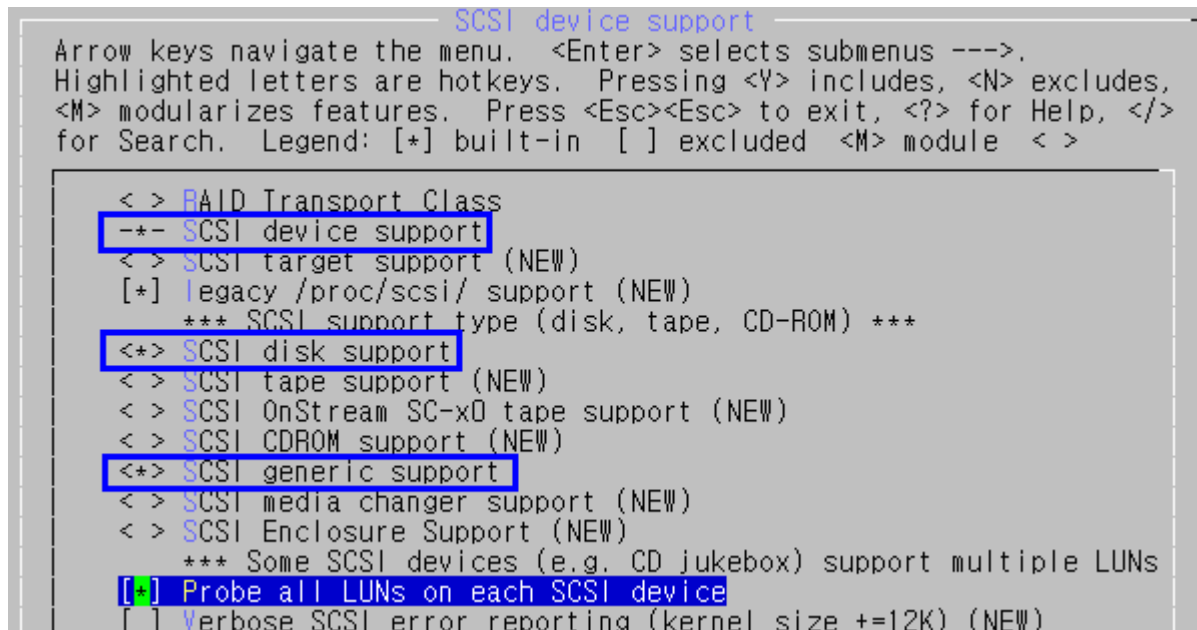 SCSI device support
Arrow keys navigate the menu.  <Enter> selects submenus --->.
Highlighted letters are hotkeys.  Pressing <Y> includes, <N> excludes,
<M> modularizes features.  Press <Esc><Esc> to exit, <?> for Help, </>
for Search.  Legend: [*] built-in  [ ] excluded  <M> module  < >
< > RAID Transport Class
-*- SCSI device support
< > SCSI target support (NEW)
[*] legacy /proc/scsi/ support (NEW)
*** SCSI support type (disk, tape, CD-ROM) ***
<*> SCSI disk support
< > SCSI tape support (NEW)
< > SCSI OnStream SC-x0 tape support (NEW)
< > SCSI CDROM support (NEW)
<*> SCSI generic support
< > SCSI media changer support (NEW)
< > SCSI Enclosure Support (NEW)
*** Some SCSI devices (e.g. CD jukebox) support multiple LUNs
[*] Probe all LUNs on each SCSI device
[ ] Verbose SCSI error reporting (kernel size +=12K) (NEW)